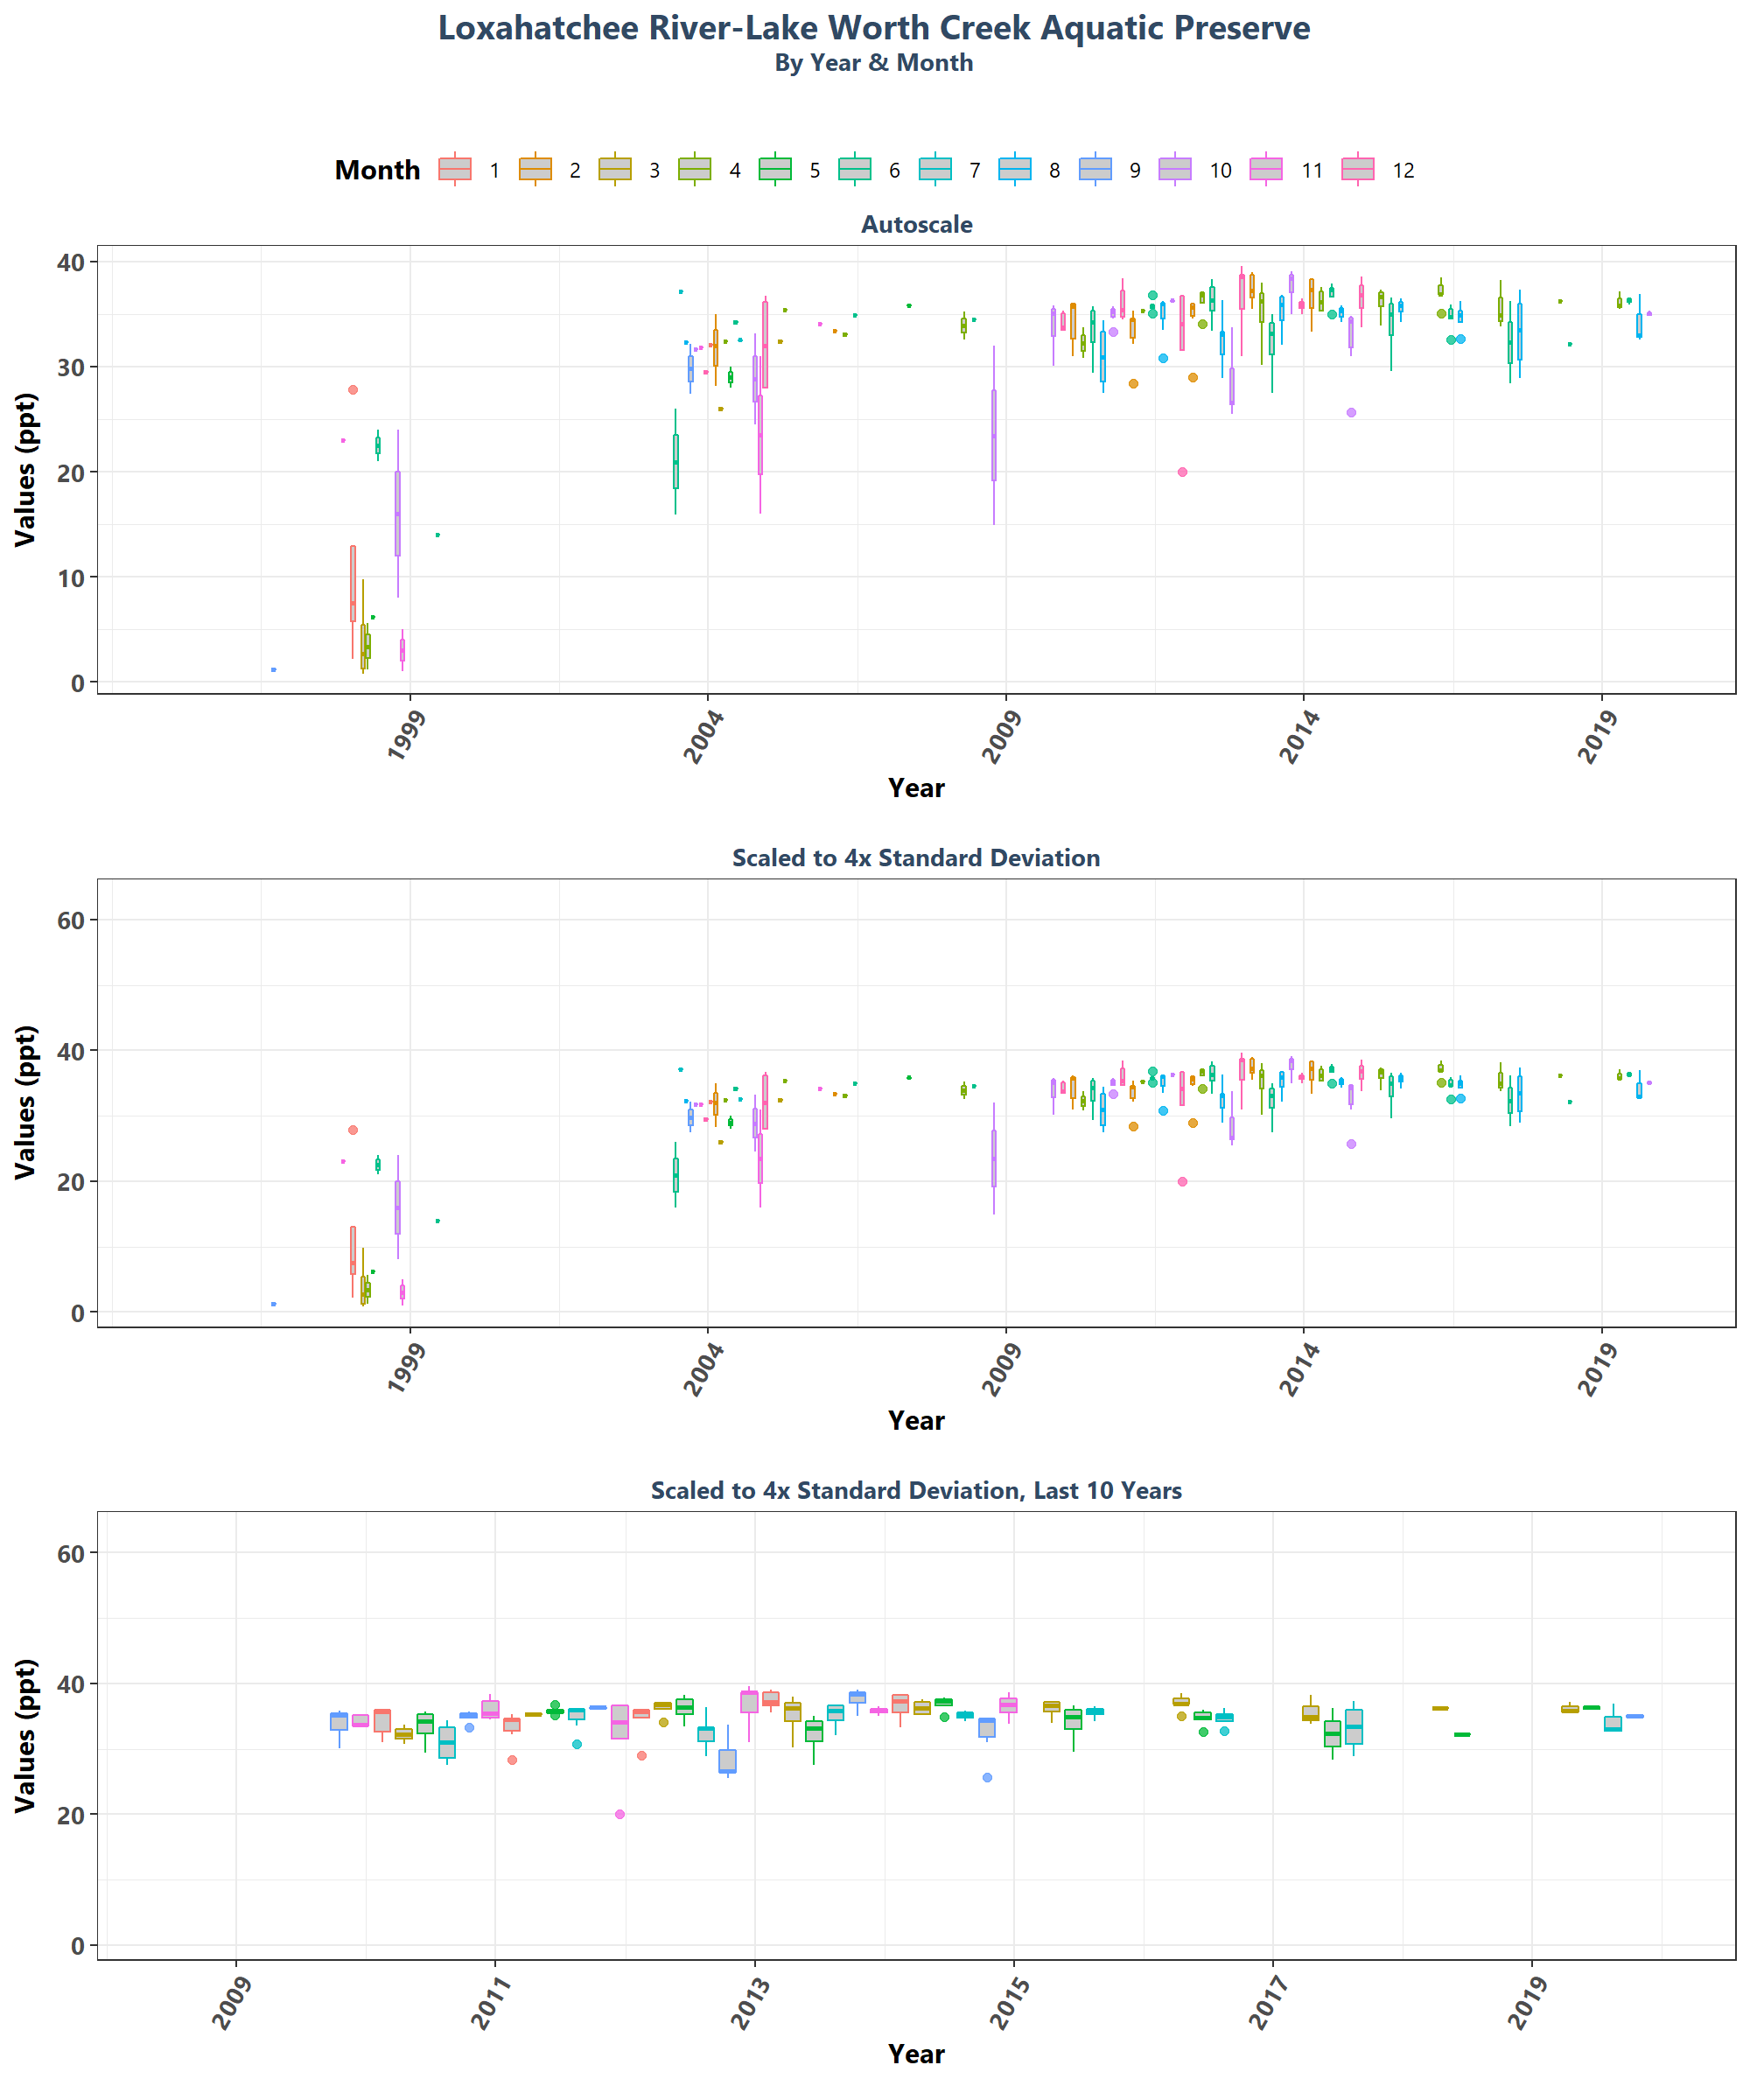 Loxahatchee River-Lake Worth Creek Aquatic Preserve
By Year & Month
Month 1 2 3 4 5 6 7 8 9 10 11 12
Autoscale
Values (ppt)
40
30
20
10
0
1999 2004 2009 2014 2019
Year
Scaled to 4x Standard Deviation
Values (ppt)
60
40
20
0
1999 2004 2009 2014 2019
Year
Scaled to 4x Standard Deviation, Last 10 Years
Values (ppt)
60
40
20
0
2009 2011 2013 2015 2017 2019
Year